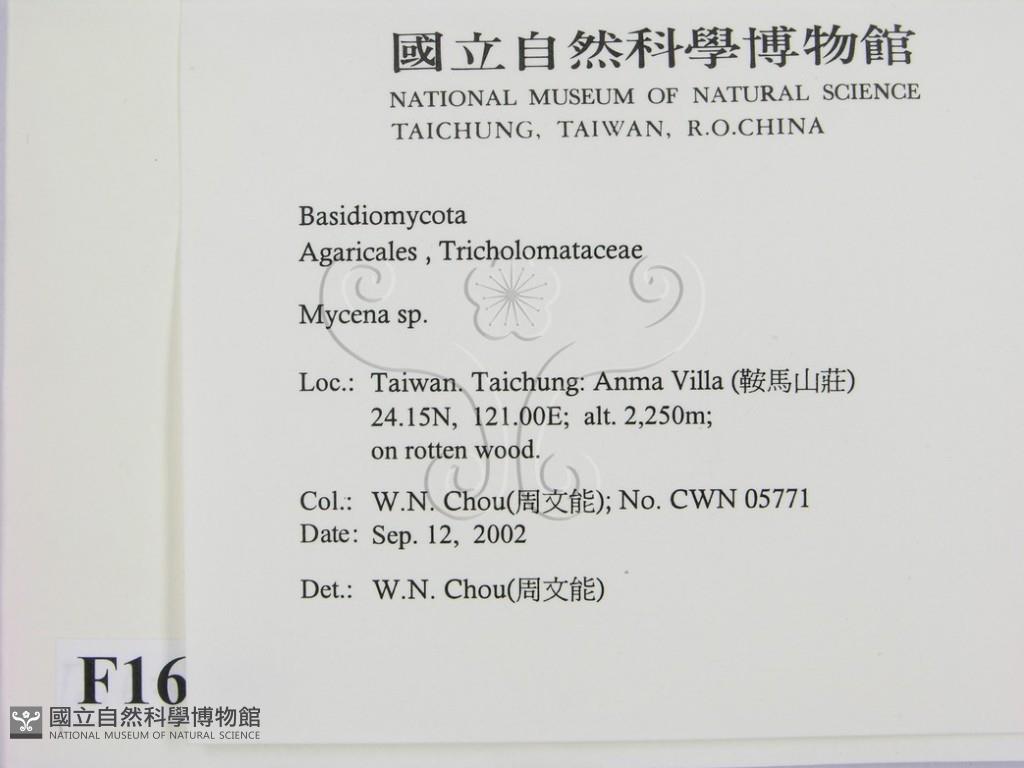 國立自然科學博物館
NATIONAL MUSEUM OF NATURAL SCIENCE
TAICHUNG, TAIWAN, R.O.CHINA
Basidiomycota
Agaricales , Tricholomataceae
Mycena sp.
Loc.: Taiwan. Taichung: Anma Villa (鞍馬山莊)
24.15N, 121.00E; alt. 2,250m;
on rotten wood.
Col.: W.N. Chou(周文能); No. CWN 05771
Date: Sep. 12, 2002
Det.: W.N. Chou(周文能)
F16
國立自然科學博物館
NATIONAL MUSEUM OF NATURAL SCIENCE